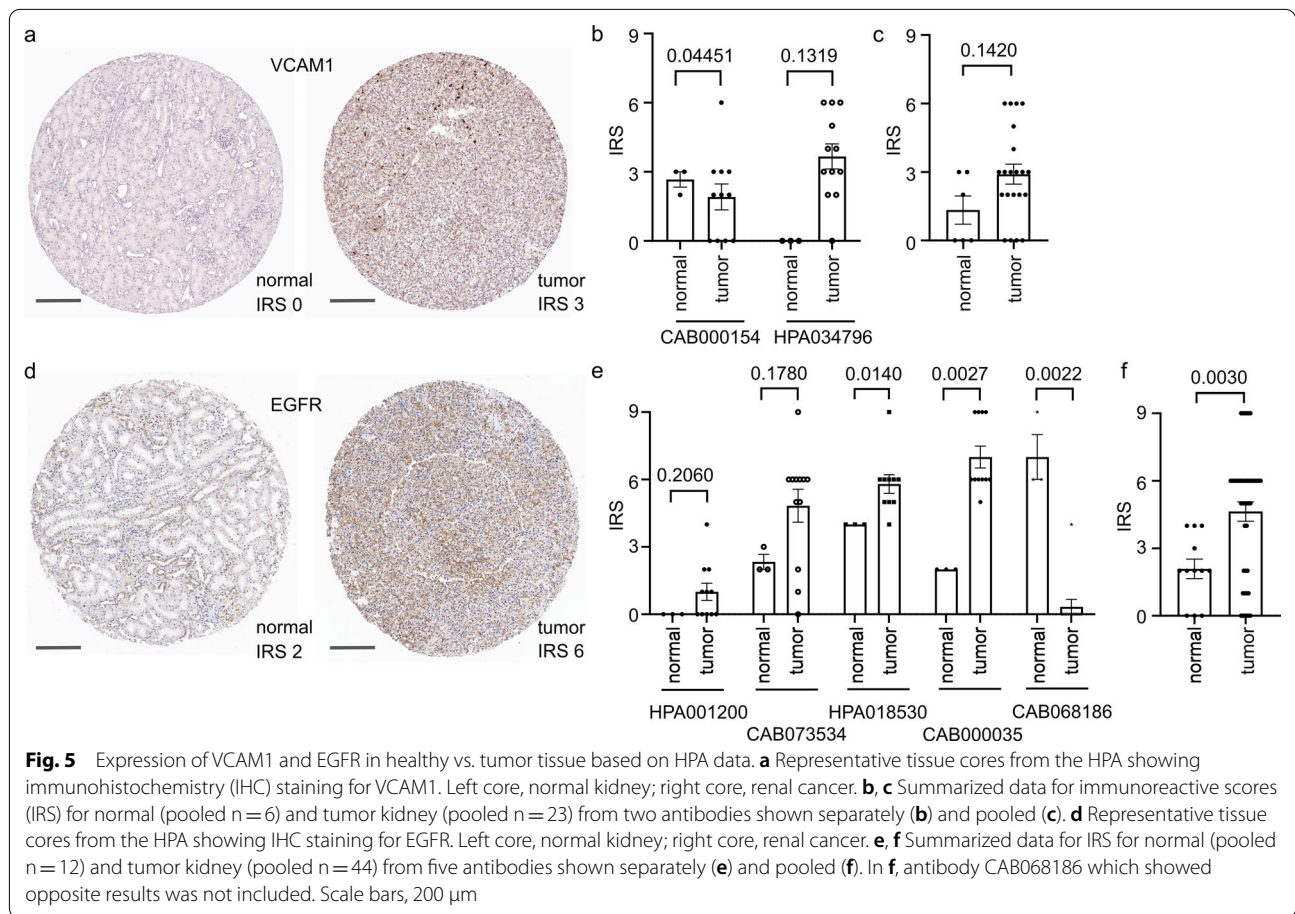 a
VCAM1
normal
IRS 0
tumor
IRS 3
b
IRS
9
6
3
0
0.04451
0.1319
normal
tumor
normal
tumor
CAB000154
HPA034796
c
IRS
9
6
3
0
0.1420
normal
tumor
d
EGFR
normal
IRS 2
tumor
IRS 6
e
IRS
9
6
3
0
0.2060
0.1780
0.0140
0.0027
0.0022
normal
tumor
normal
tumor
normal
tumor
normal
tumor
normal
tumor
HPA001200
CAB073534
HPA018530
CAB000035
CAB068186
f
IRS
9
6
3
0
0.0030
normal
tumor
Fig. 5 Expression of VCAM1 and EGFR in healthy vs. tumor tissue based on HPA data. a Representative tissue cores from the HPA showing
immunohistochemistry (IHC) staining for VCAM1. Left core, normal kidney; right core, renal cancer. b, c Summarized data for immunoreactive scores
(IRS) for normal (pooled n = 6) and tumor kidney (pooled n = 23) from two antibodies shown separately (b) and pooled (c). d Representative tissue
cores from the HPA showing IHC staining for EGFR. Left core, normal kidney; right core, renal cancer. e, f Summarized data for IRS for normal (pooled
n = 12) and tumor kidney (pooled n = 44) from five antibodies shown separately (e) and pooled (f). In f, antibody CAB068186 which showed
opposite results was not included. Scale bars, 200 µm